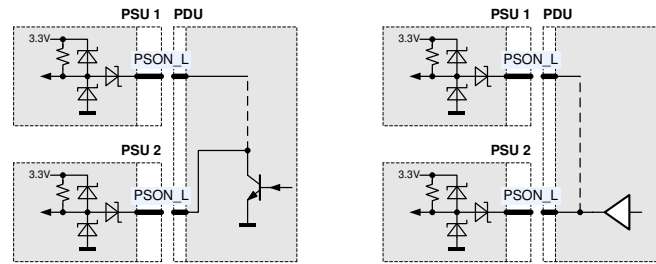 PSU 1 PDU
3.3V
PSON_L
PSU 2
3.3V
PSON_L
PSU 1 PDU
3.3V
PSON_L
PSU 2
3.3V
PSON_L